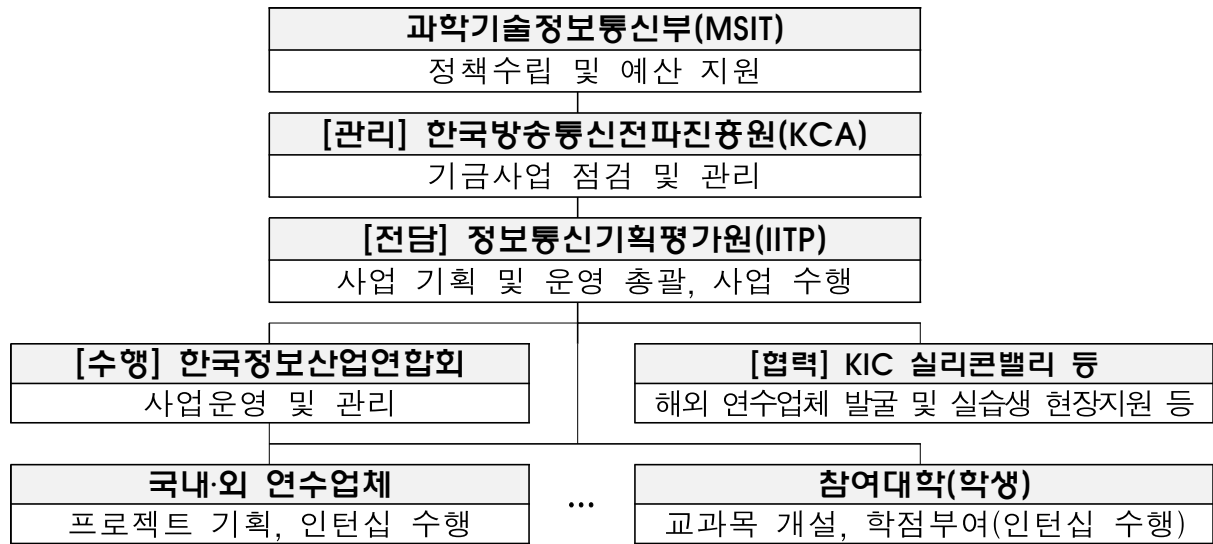 과학기술정보통신부(MSIT)
정책수립 및 예산 지원
[관리] 한국방송통신전파진흥원(KCA)
기금사업 점검 및 관리
[전담] 정보통신기획평가원(IITP)
사업 기획 및 운영 총괄, 사업 수행
[수행] 한국정보산업연합회
사업운영 및 관리
[협력] KIC 실리콘밸리 등
해외 연수업체 발굴 및 실습생 현장지원 등
국내·외 연수업체
프로젝트 기획, 인턴십 수행
...
참여대학(학생)
교과목 개설, 학점부여(인턴십 수행)